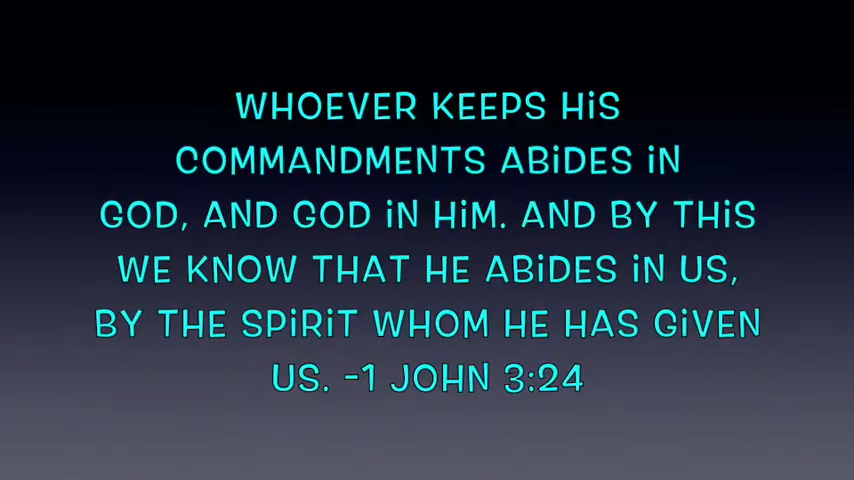 WHOEVER KEEPS HiS
COMMANDMENTS ABiDES iN
GOD, AND GOD iN HiM. AND BY THiS
WE KNOW THAT HE ABiDES iN US,
BY THE SPiRiT WHOM HE HAS GiVEN
US. -1 JOHN 3:24